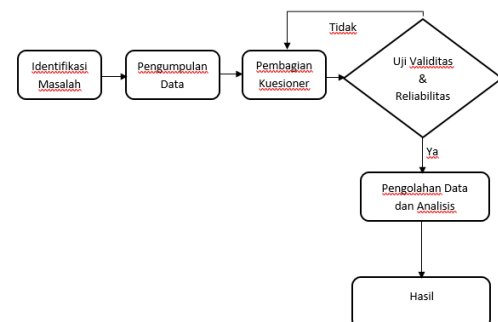 Tidak
Identifikasi
Masalah
Pengumpulan
Data
Pembagian
Kuesioner
Uji Validitas
&
Reliabilitas
Ya
Pengolahan Data
dan Analisis
Hasil